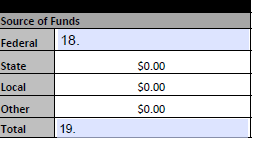 Source of Funds
Federal 18.
State $0.00
Local $0.00
Other $0.00
Total 19.